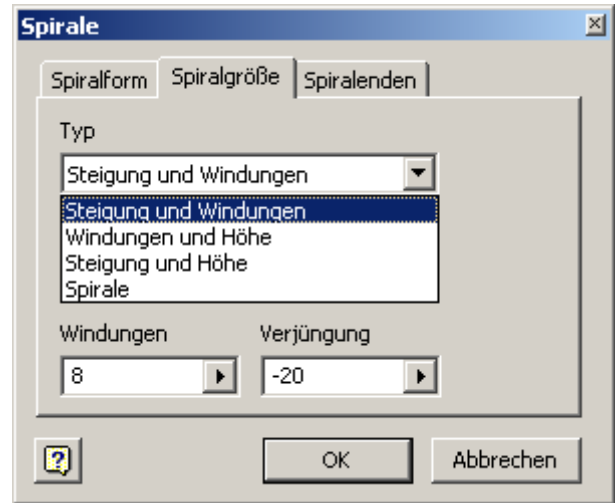 Spirale
Spiralform Spiralgröße Spiralenden
Typ
Steigung und Windungen
Steigung und Windungen
Windungen und Höhe
Steigung und Höhe
Spirale
Windungen Verjüngung
8 -20
? OK Abbrechen